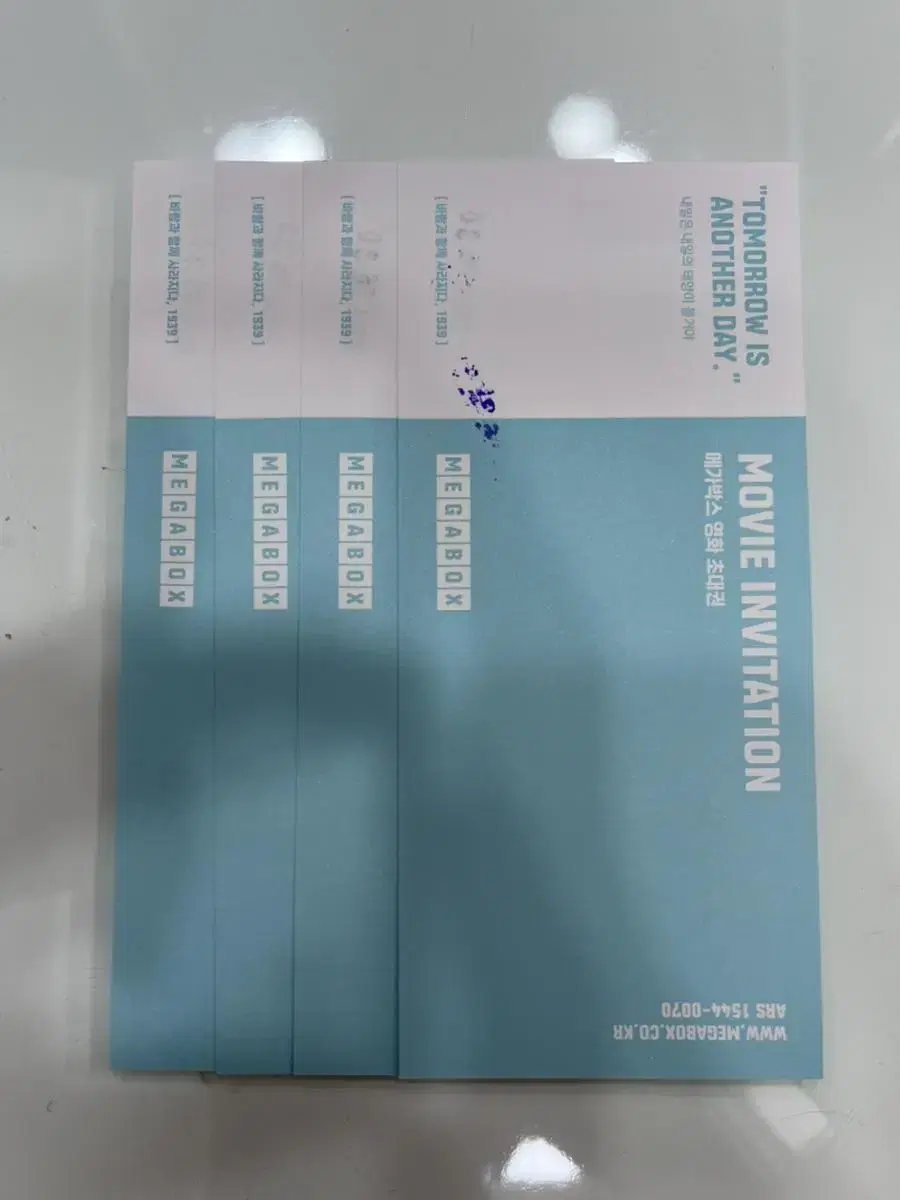 "TOMORROW IS
ANOTHER DAY."
내일은 내일의 태양이 뜰거야
[ 바람과 함께 사라지다, 1939 ]
[ 바람과 함께 사라지다, 1939 ]
[ 바람과 함께 사라지다, 1939 ]
[ 바람과 함께 사라지다, 1939 ]
MOVIE INVITATION
메가박스 영화 초대권
MEGABOX
MEGABOX
MEGABOX
MEGABOX
WWW.MEGABOX.CO.KR
ARS 1544-0070